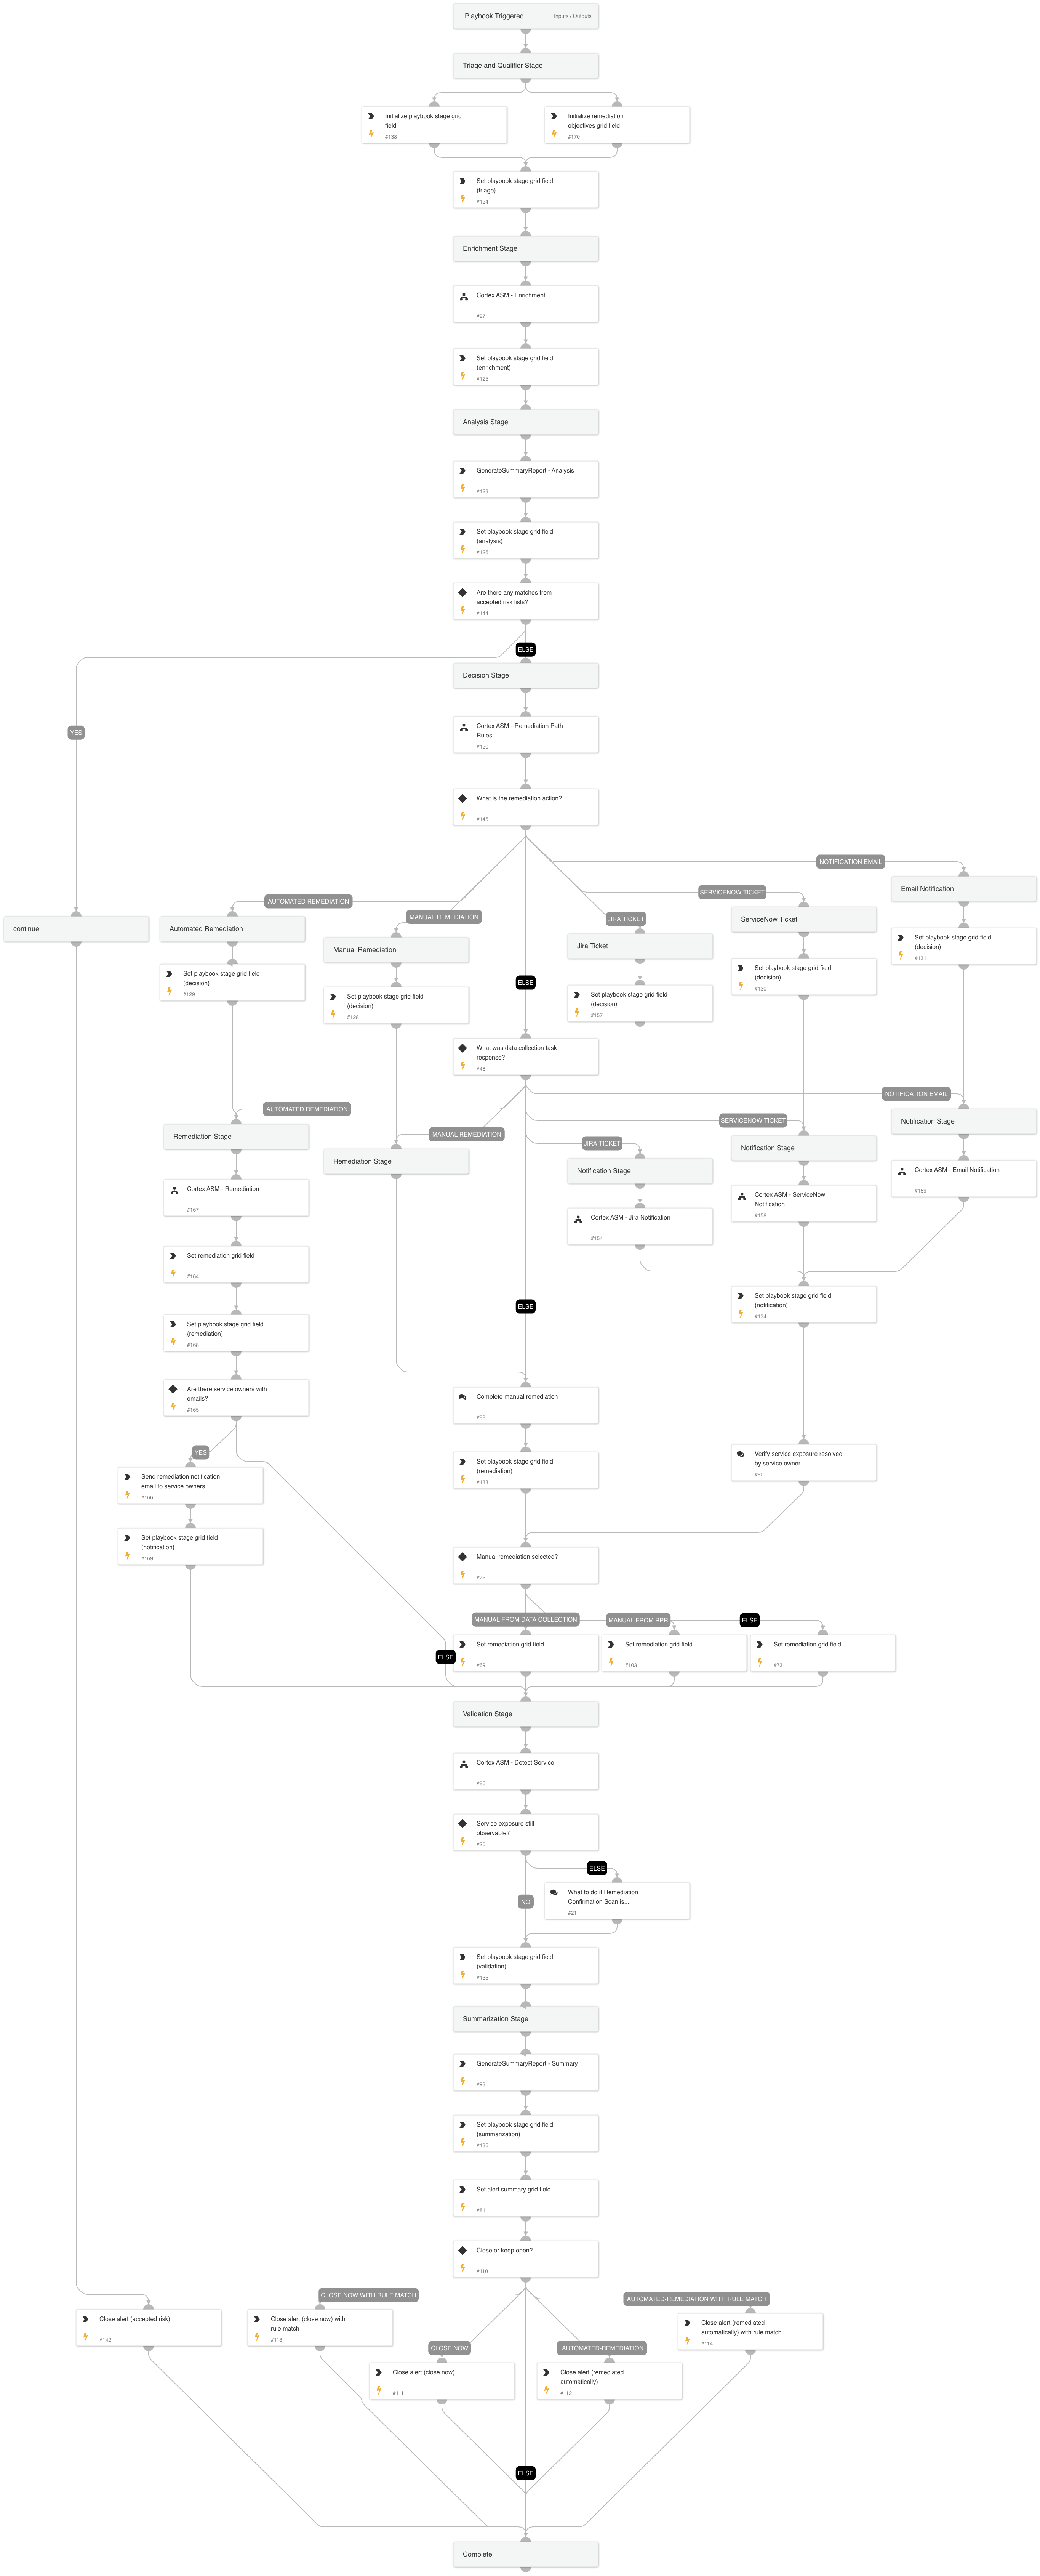 Playbook Triggered
Inputs / Outputs
Triage and Qualifier Stage
Initialize playbook stage grid
field
#138
Initialize remediation
objectives grid field
#170
Set playbook stage grid field
(triage)
#124
Enrichment Stage
Cortex ASM - Enrichment
#97
Set playbook stage grid field
(enrichment)
#125
Analysis Stage
GenerateSummaryReport - Analysis
#123
Set playbook stage grid field
(analysis)
#126
Are there any matches from
accepted risk lists?
#144
ELSE
Decision Stage
YES
Cortex ASM - Remediation Path
Rules
#120
What is the remediation action?
#145
NOTIFICATION EMAIL
SERVICENOW TICKET
AUTOMATED REMEDIATION
MANUAL REMEDIATION
JIRA TICKET
Email Notification
ServiceNow Ticket
continue
Automated Remediation
Manual Remediation
Jira Ticket
Set playbook stage grid field
(decision)
#131
Set playbook stage grid field
(decision)
#130
Set playbook stage grid field
(decision)
#129
ELSE
Set playbook stage grid field
(decision)
#128
Set playbook stage grid field
(decision)
#157
What was data collection task
response?
#48
NOTIFICATION EMAIL
AUTOMATED REMEDIATION
SERVICENOW TICKET
MANUAL REMEDIATION
JIRA TICKET
Notification Stage
Remediation Stage
Notification Stage
Remediation Stage
Notification Stage
Cortex ASM - Email Notification
#159
Cortex ASM - Remediation
#167
Cortex ASM - ServiceNow
Notification
#158
Cortex ASM - Jira Notification
#154
Set remediation grid field
#164
Set playbook stage grid field
(notification)
#134
ELSE
Set playbook stage grid field
(remediation)
#168
Are there service owners with
emails?
#165
Complete manual remediation
#98
YES
Verify service exposure resolved
by service owner
#50
Set playbook stage grid field
(remediation)
#133
Send remediation notification
email to service owners
#166
Set playbook stage grid field
(notification)
#169
Manual remediation selected?
#72
MANUAL FROM DATA COLLECTION
MANUAL FROM RPR
ELSE
Set remediation grid field
#69
Set remediation grid field
#103
Set remediation grid field
#73
ELSE
Validation Stage
Cortex ASM - Detect Service
#86
Service exposure still
observable?
#20
ELSE
NO
What to do if Remediation
Confirmation Scan is...
#21
Set playbook stage grid field
(validation)
#135
Summarization Stage
GenerateSummaryReport - Summary
#93
Set playbook stage grid field
(summarization)
#136
Set alert summary grid field
#81
Close or keep open?
#110
CLOSE NOW WITH RULE MATCH
AUTOMATED-REMEDIATION WITH RULE MATCH
Close alert (accepted risk)
#142
Close alert (close now) with
rule match
#113
Close alert (remediated
automatically) with rule match
#114
CLOSE NOW
AUTOMATED-REMEDIATION
Close alert (close now)
#111
Close alert (remediated
automatically)
#112
ELSE
Complete